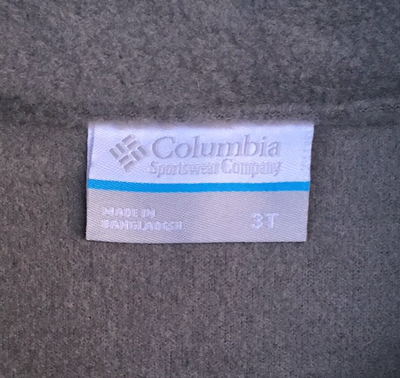 Columbia
Sportswear Company
MADE IN
BANGLADESH
3T